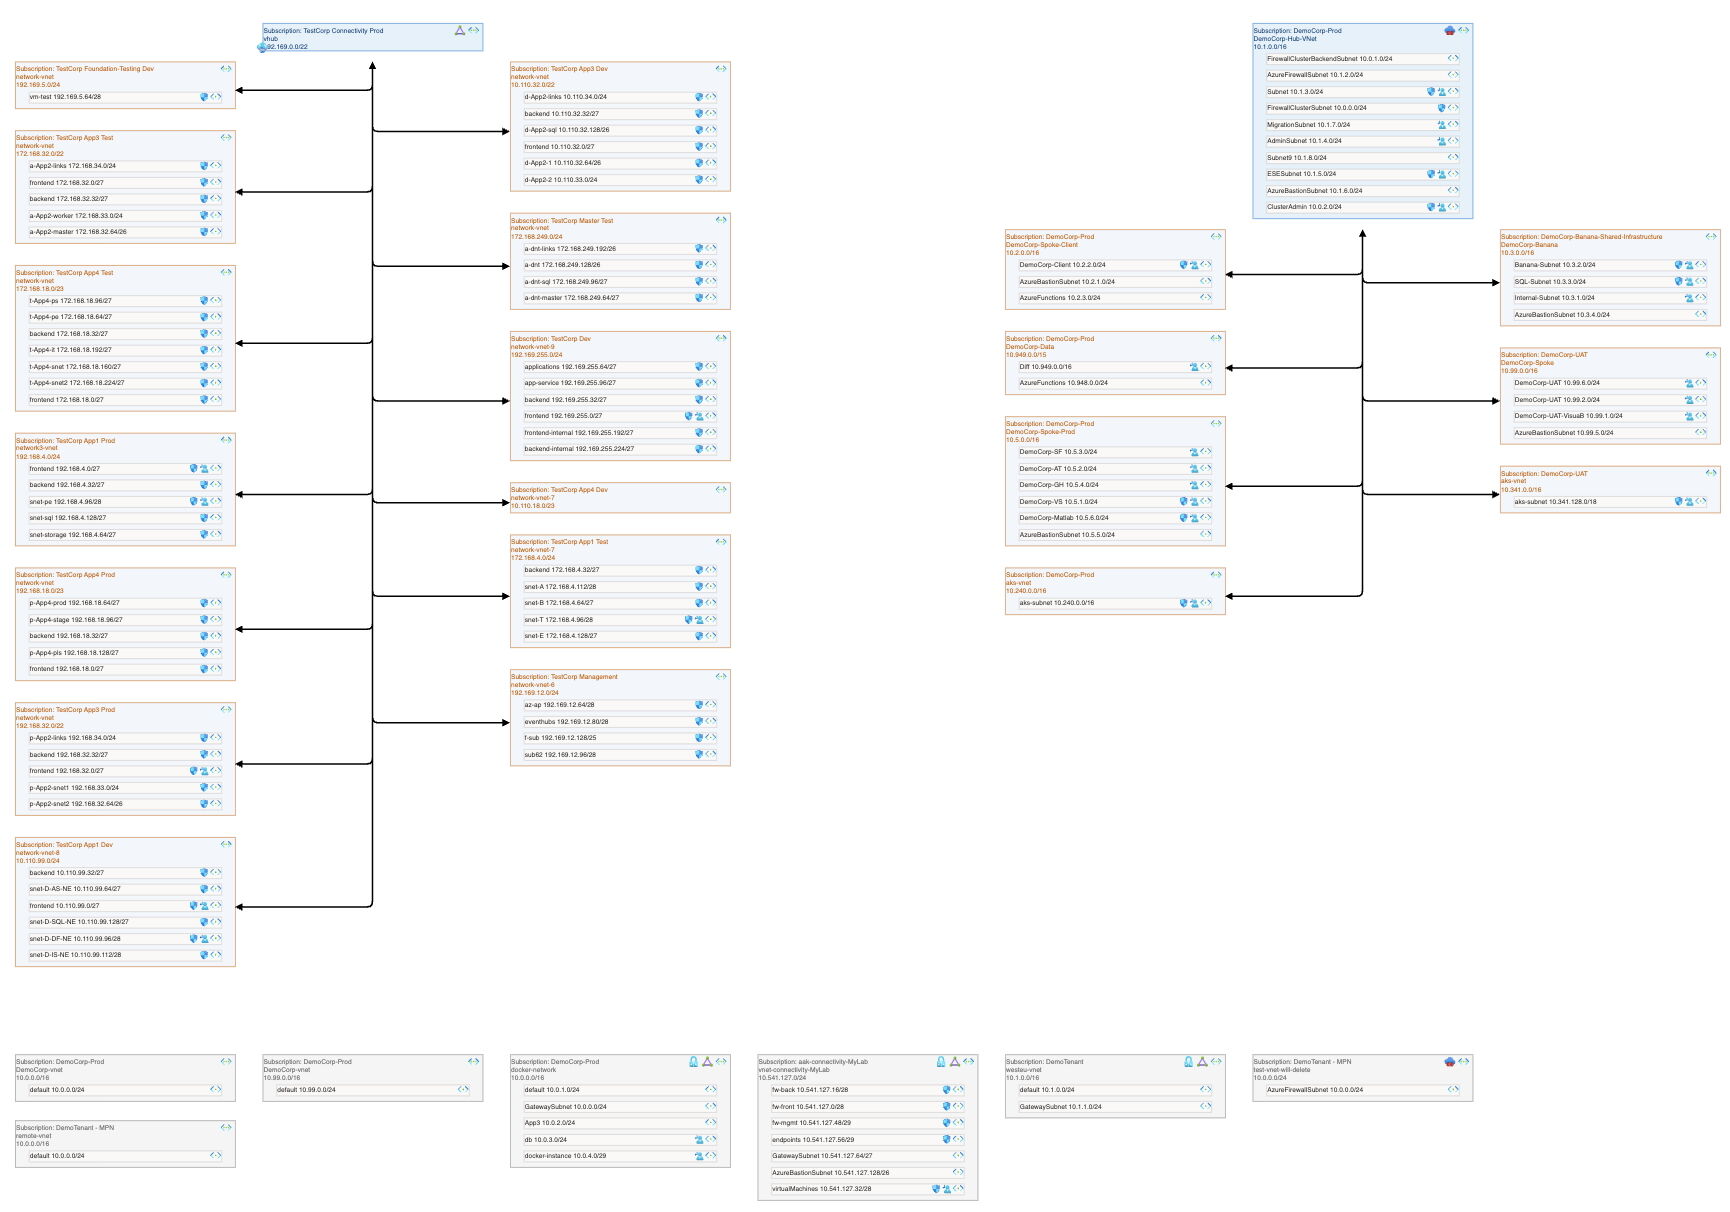 Subscription: TestCorp Connectivity Prod
vhub
92.169.0.0/22
Subscription: TestCorp Foundation-Testing Dev
network-vnet
192.169.5.0/24
vm-test 192.169.5.64/28
Subscription: TestCorp App3 Test
network-vnet
172.168.32.0/22
a-App2-links 172.168.34.0/24
frontend 172.168.32.0/27
backend 172.168.32.32/27
a-App2-worker 172.168.33.0/24
a-App2-master 172.168.32.64/26
Subscription: TestCorp App4 Test
network-vnet
172.168.18.0/23
t-App4-ps 172.168.18.96/27
t-App4-pe 172.168.18.64/27
backend 172.168.18.32/27
t-App4-it 172.168.18.192/27
t-App4-snet 172.168.18.160/27
t-App4-snet2 172.168.18.224/27
frontend 172.168.18.0/27
Subscription: TestCorp App1 Prod
network3-vnet
192.168.4.0/24
frontend 192.168.4.0/27
backend 192.168.4.32/27
snet-pe 192.168.4.96/28
snet-sql 192.168.4.128/27
snet-storage 192.168.4.64/27
Subscription: TestCorp App4 Prod
network-vnet
192.168.18.0/23
p-App4-prod 192.168.18.64/27
p-App4-stage 192.168.18.96/27
backend 192.168.18.32/27
p-App4-pls 192.168.18.128/27
frontend 192.168.18.0/27
Subscription: TestCorp App3 Prod
network-vnet
192.168.32.0/22
p-App2-links 192.168.34.0/24
backend 192.168.32.32/27
frontend 192.168.32.0/27
p-App2-snet1 192.168.33.0/24
p-App2-snet2 192.168.32.64/26
Subscription: TestCorp App1 Dev
network-vnet-8
10.110.99.0/24
backend 10.110.99.32/27
snet-D-AS-NE 10.110.99.64/27
frontend 10.110.99.0/27
snet-D-SQL-NE 10.110.99.128/27
snet-D-DF-NE 10.110.99.96/28
snet-D-IS-NE 10.110.99.112/28
Subscription: TestCorp App3 Dev
network-vnet
10.110.32.0/22
d-App2-links 10.110.34.0/24
backend 10.110.32.32/27
d-App2-sql 10.110.32.128/26
frontend 10.110.32.0/27
d-App2-1 10.110.32.64/26
d-App2-2 10.110.33.0/24
Subscription: TestCorp Master Test
network-vnet
172.168.249.0/24
a-dnt-links 172.168.249.192/26
a-dnt 172.168.249.128/26
a-dnt-sql 172.168.249.96/27
a-dnt-master 172.168.249.64/27
Subscription: TestCorp Dev
network-vnet-9
192.169.255.0/24
applications 192.169.255.64/27
app-service 192.169.255.96/27
backend 192.169.255.32/27
frontend 192.169.255.0/27
frontend-internal 192.169.255.192/27
backend-internal 192.169.255.224/27
Subscription: TestCorp App4 Dev
network-vnet-7
10.110.18.0/23
Subscription: TestCorp App1 Test
network-vnet-7
172.168.4.0/24
backend 172.168.4.32/27
snet-A 172.168.4.112/28
snet-B 172.168.4.64/27
snet-T 172.168.4.96/28
snet-E 172.168.4.128/27
Subscription: TestCorp Management
network-vnet-6
192.169.12.0/24
az-ap 192.169.12.64/28
eventhubs 192.169.12.80/28
f-sub 192.169.12.128/25
sub62 192.169.12.96/28
Subscription: DemoCorp-Prod
DemoCorp-Hub-VNet
10.1.0.0/16
FirewallClusterBackendSubnet 10.0.1.0/24
AzureFirewallSubnet 10.1.2.0/24
Subnet 10.1.3.0/24
FirewallClusterSubnet 10.0.0.0/24
MigrationSubnet 10.1.7.0/24
AdminSubnet 10.1.4.0/24
Subnet9 10.1.8.0/24
ESESubnet 10.1.5.0/24
AzureBastionSubnet 10.1.6.0/24
ClusterAdmin 10.0.2.0/24
Subscription: DemoCorp-Prod
DemoCorp-Spoke-Client
10.2.0.0/16
DemoCorp-Client 10.2.2.0/24
AzureBastionSubnet 10.2.1.0/24
AzureFunctions 10.2.3.0/24
Subscription: DemoCorp-Prod
DemoCorp-Data
10.949.0.0/15
Diff 10.949.0.0/16
AzureFunctions 10.948.0.0/24
Subscription: DemoCorp-Prod
DemoCorp-Spoke-Prod
10.5.0.0/16
DemoCorp-SF 10.5.3.0/24
DemoCorp-AT 10.5.2.0/24
DemoCorp-GH 10.5.4.0/24
DemoCorp-VS 10.5.1.0/24
DemoCorp-Matlab 10.5.6.0/24
AzureBastionSubnet 10.5.5.0/24
Subscription: DemoCorp-Prod
aks-vnet
10.240.0.0/16
aks-subnet 10.240.0.0/16
Subscription: DemoCorp-Banana-Shared-Infrastructure
DemoCorp-Banana
10.3.0.0/16
Banana-Subnet 10.3.2.0/24
SQL-Subnet 10.3.3.0/24
Internal-Subnet 10.3.1.0/24
AzureBastionSubnet 10.3.4.0/24
Subscription: DemoCorp-UAT
DemoCorp-Spoke
10.99.0.0/16
DemoCorp-UAT 10.99.6.0/24
DemoCorp-UAT 10.99.2.0/24
DemoCorp-UAT-VisuaB 10.99.1.0/24
AzureBastionSubnet 10.99.5.0/24
Subscription: DemoCorp-UAT
aks-vnet
10.341.0.0/16
aks-subnet 10.341.128.0/18
Subscription: DemoCorp-Prod
DemoCorp-vnet
10.0.0.0/16
default 10.0.0.0/24
Subscription: DemoCorp-Prod
DemoCorp-vnet
10.99.0.0/16
default 10.99.0.0/24
Subscription: DemoCorp-Prod
docker-network
10.0.0.0/16
default 10.0.1.0/24
GatewaySubnet 10.0.0.0/24
App3 10.0.2.0/24
db 10.0.3.0/24
docker-instance 10.0.4.0/29
Subscription: aak-connectivity-MyLab
vnet-connectivity-MyLab
10.541.127.0/24
fw-back 10.541.127.16/28
fw-front 10.541.127.0/28
fw-mgmt 10.541.127.48/29
endpoints 10.541.127.56/29
GatewaySubnet 10.541.127.64/27
AzureBastionSubnet 10.541.127.128/26
virtualMachines 10.541.127.32/28
Subscription: DemoTenant
westeu-vnet
10.1.0.0/16
default 10.1.0.0/24
GatewaySubnet 10.1.1.0/24
Subscription: DemoTenant - MPN
test-vnet-will-delete
10.0.0.0/24
AzureFirewallSubnet 10.0.0.0/24
Subscription: DemoTenant - MPN
remote-vnet
10.0.0.0/16
default 10.0.0.0/24